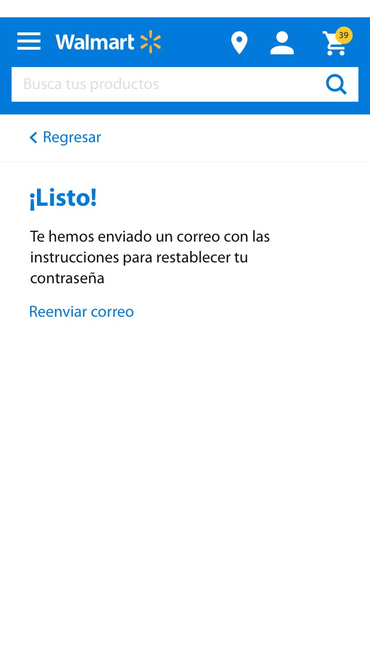 Walmart
39
Busca tus productos
Regresar
¡Listo!
Te hemos enviado un correo con las
instrucciones para restablecer tu
contraseña
Reenviar correo